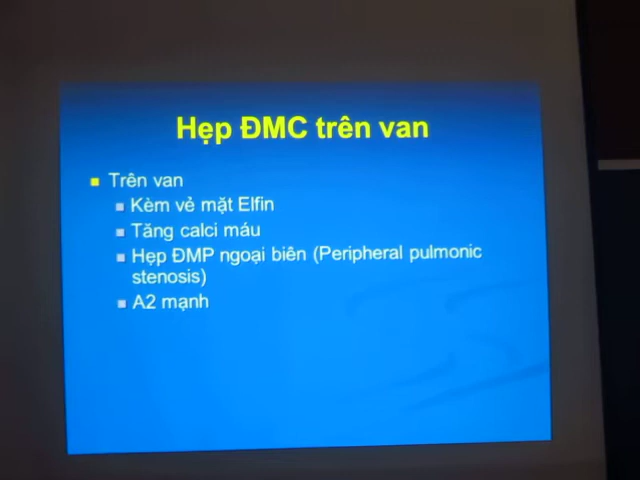 Hẹp ĐMC trên van
Trên van
Kèm vẻ mặt Elfin
Tăng calci máu
Hẹp ĐMP ngoại biên (Peripheral pulmonic
stenosis)
A2 mạnh